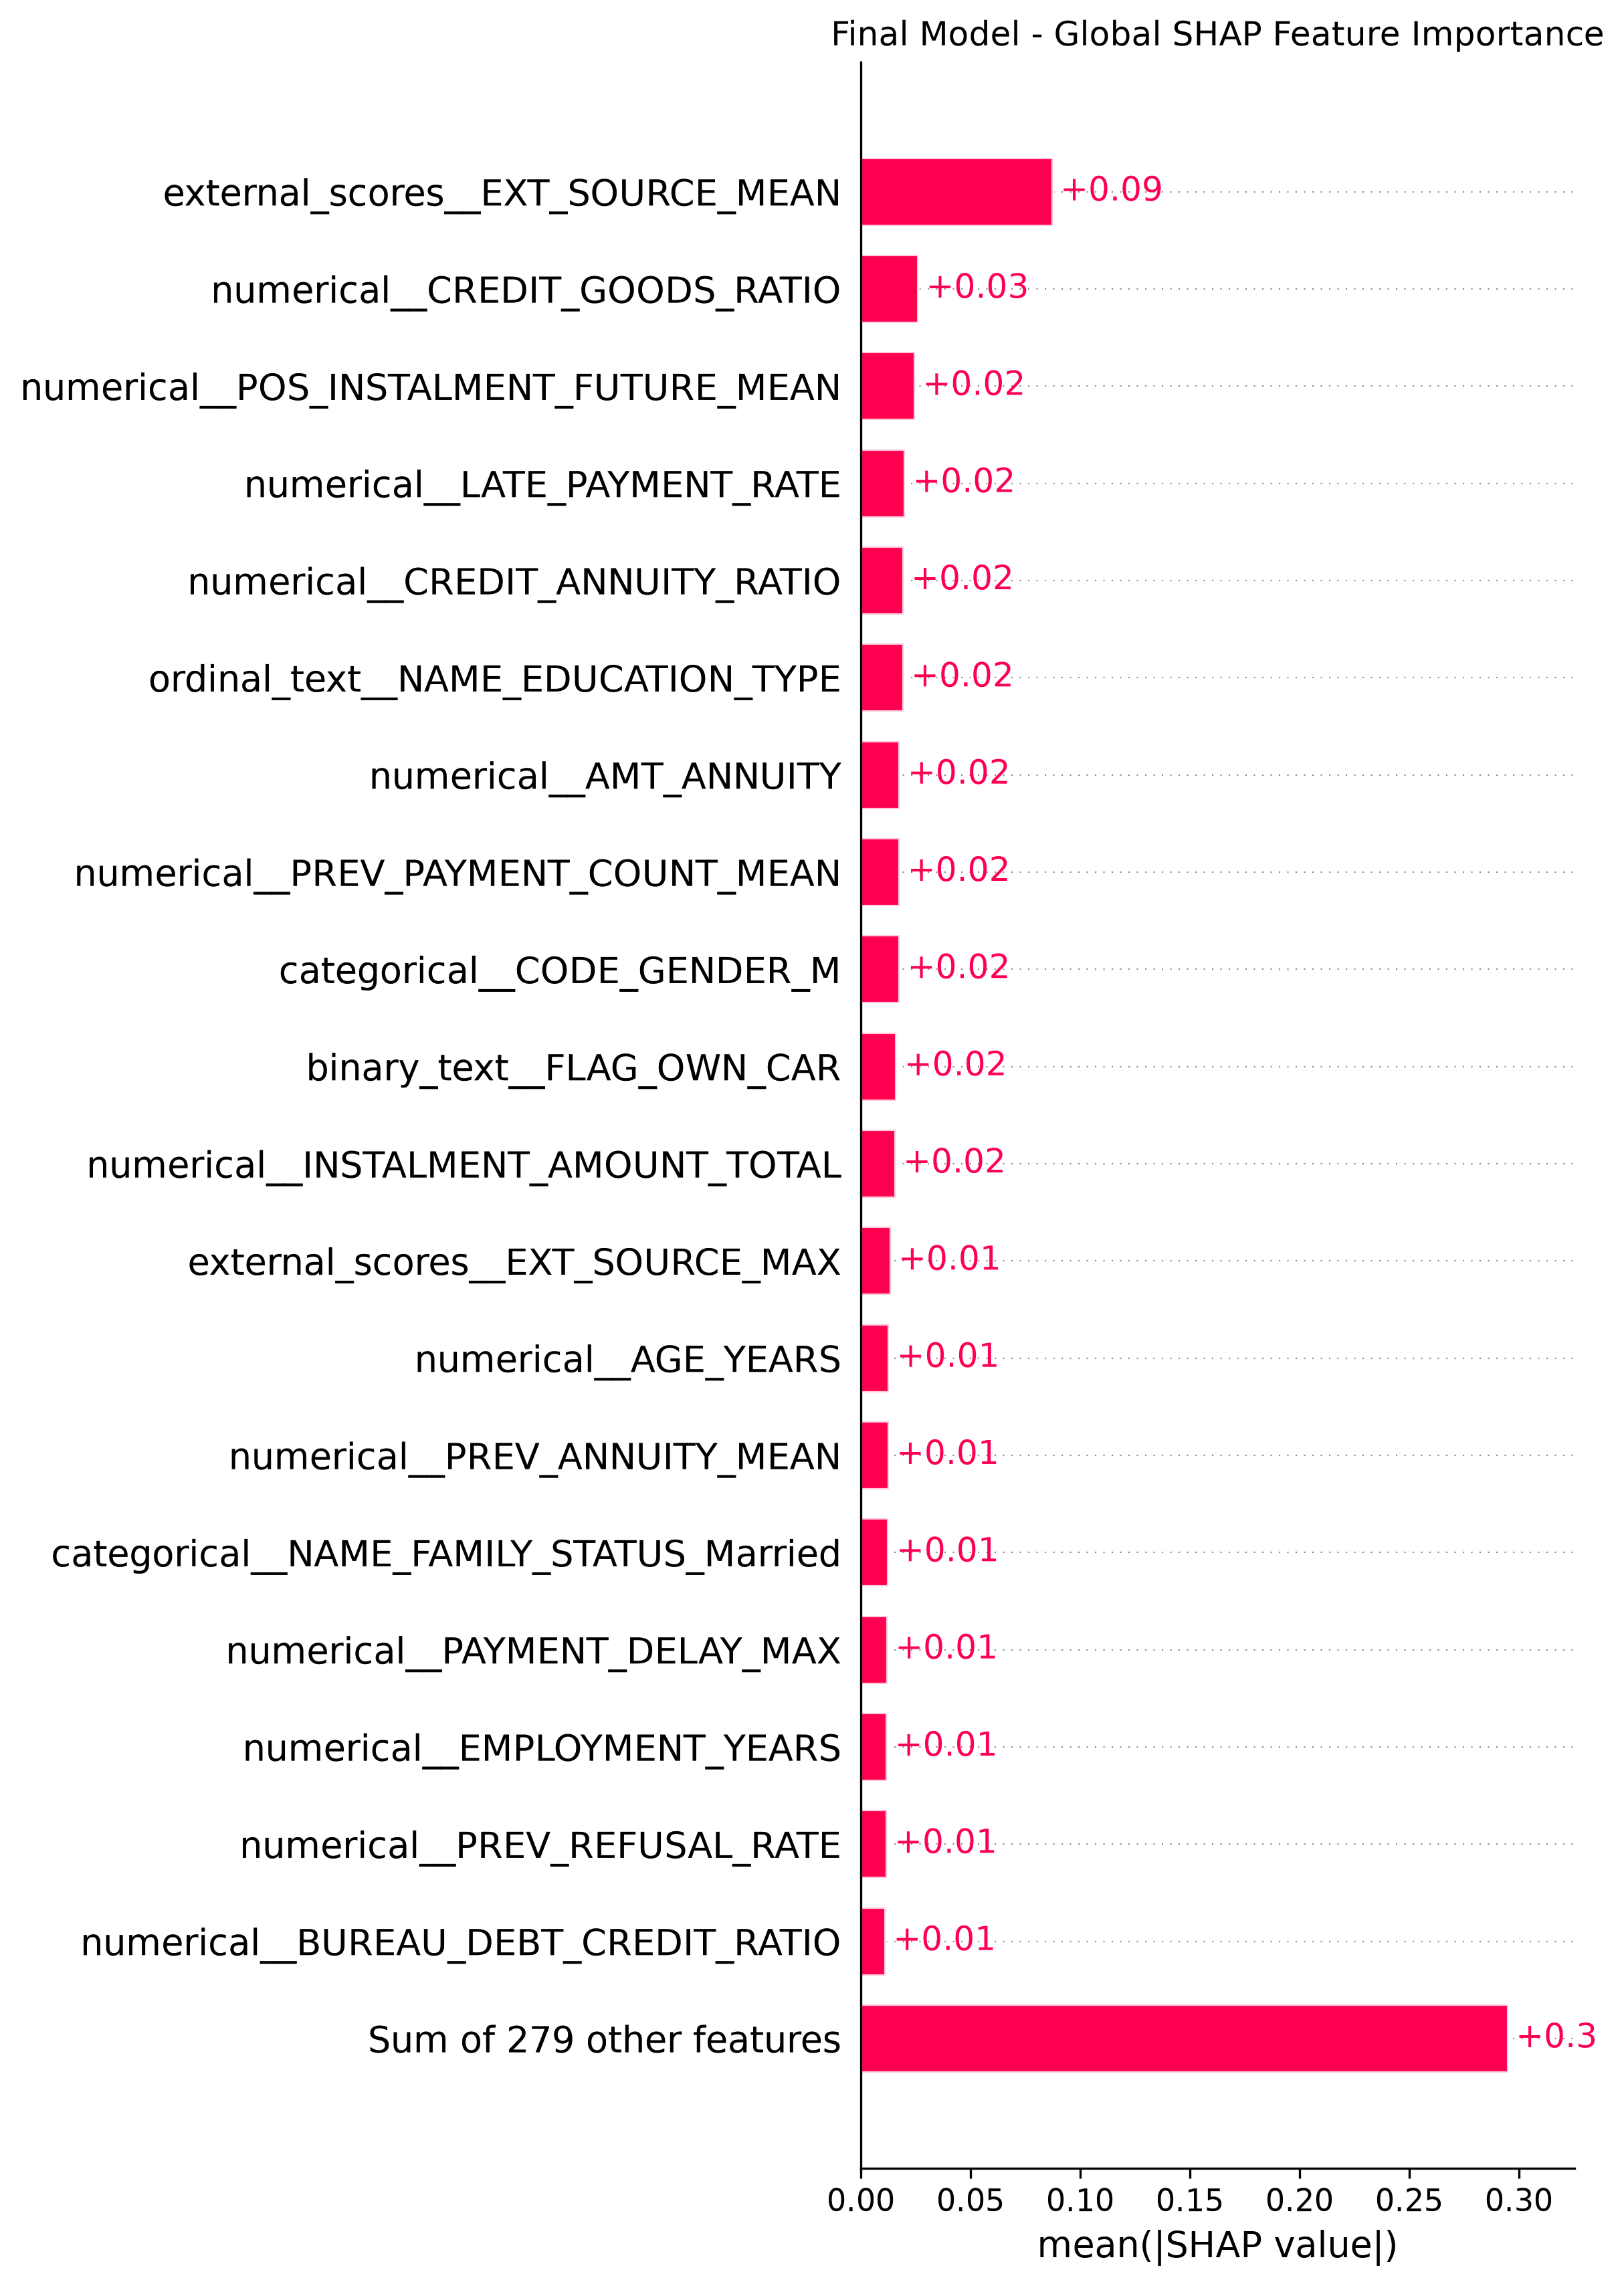 Final Model - Global SHAP Feature Importance
external_scores__EXT_SOURCE_MEAN +0.09
numerical__CREDIT_GOODS_RATIO +0.03
numerical__POS_INSTALMENT_FUTURE_MEAN +0.02
numerical__LATE_PAYMENT_RATE +0.02
numerical__CREDIT_ANNUITY_RATIO +0.02
ordinal_text__NAME_EDUCATION_TYPE +0.02
numerical__AMT_ANNUITY +0.02
numerical__PREV_PAYMENT_COUNT_MEAN +0.02
categorical__CODE_GENDER_M +0.02
binary_text__FLAG_OWN_CAR +0.02
numerical__INSTALMENT_AMOUNT_TOTAL +0.02
external_scores__EXT_SOURCE_MAX +0.01
numerical__AGE_YEARS +0.01
numerical__PREV_ANNUITY_MEAN +0.01
categorical__NAME_FAMILY_STATUS_Married +0.01
numerical__PAYMENT_DELAY_MAX +0.01
numerical__EMPLOYMENT_YEARS +0.01
numerical__PREV_REFUSAL_RATE +0.01
numerical__BUREAU_DEBT_CREDIT_RATIO +0.01
Sum of 279 other features +0.3
0.00 0.05 0.10 0.15 0.20 0.25 0.30
mean(|SHAP value|)